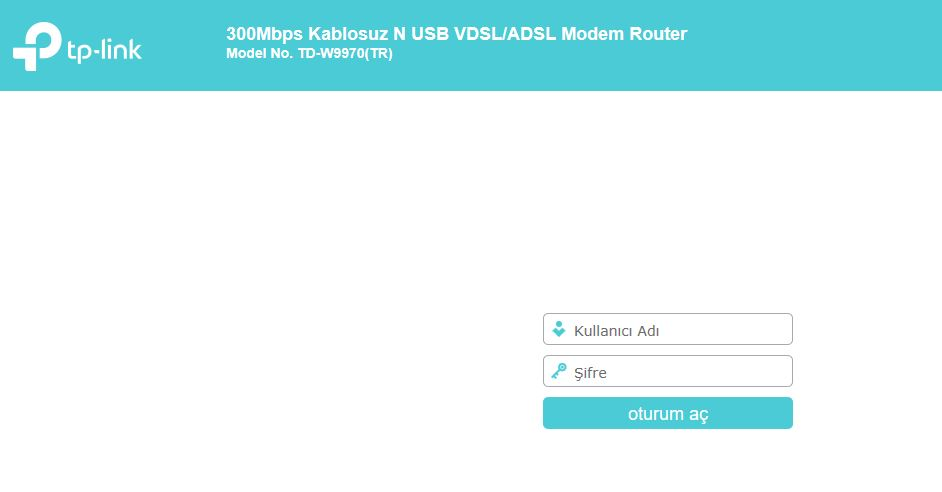 tp-link
300Mbps Kablosuz N USB VDSL/ADSL Modem Router
Model No. TD-W9970(TR)
Kullanıcı Adı
Şifre
oturum aç